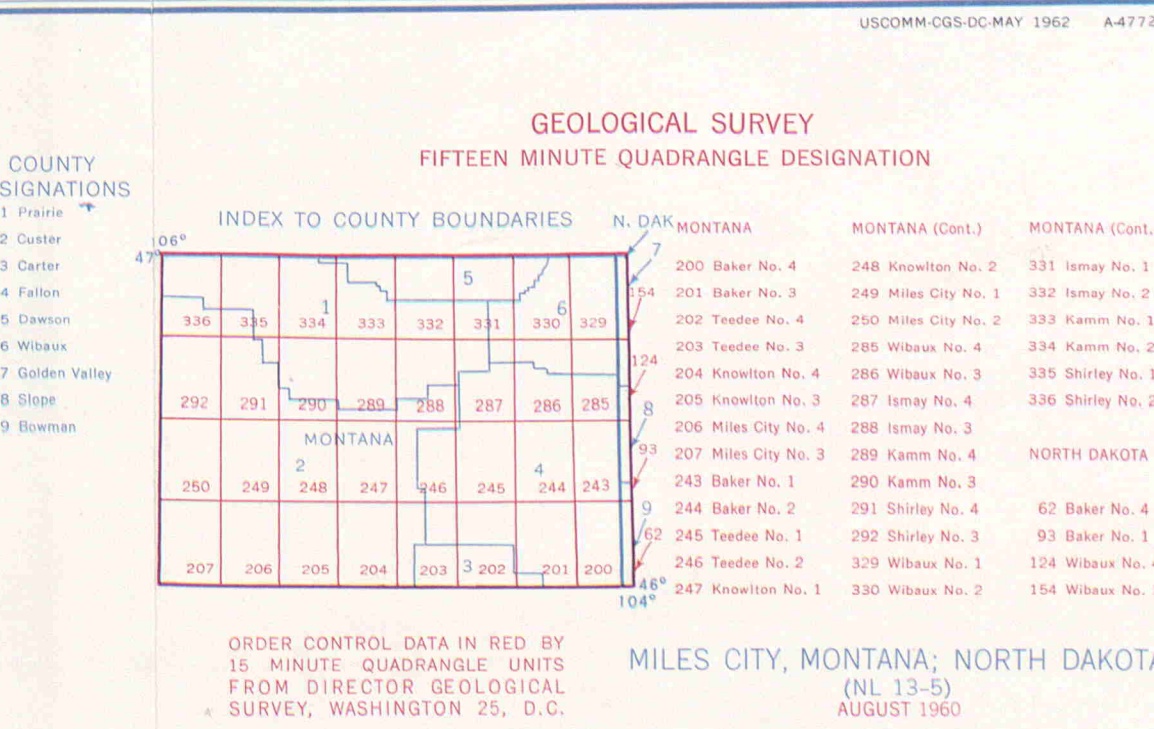 USCOMM-CGS-DC-MAY 1962 A-4772
GEOLOGICAL SURVEY
FIFTEEN MINUTE QUADRANGLE DESIGNATION
COUNTY
SIGNATIONS
1 Prairie
2 Custer
3 Carter
4 Fallon
5 Dawson
6 Wibaux
7 Golden Valley
8 Slope
9 Bowman
INDEX TO COUNTY BOUNDARIES
N. DAK
106°
47°
7
5
154
1
6
336 335 334 333 332 331 330 329
124
292 291 290 289 288 287 286 285
8
MONTANA
93
2
4
250 249 248 247 246 245 244 243
9
62
207 206 205 204 203 3 202 201 200
46°
104°
MONTANA
200 Baker No. 4
201 Baker No. 3
202 Teedee No. 4
203 Teedee No. 3
204 Knowlton No. 4
205 Knowlton No. 3
206 Miles City No. 4
207 Miles City No. 3
243 Baker No. 1
244 Baker No. 2
245 Teedee No. 1
246 Teedee No. 2
247 Knowlton No. 1
MONTANA (Cont.)
248 Knowlton No. 2
249 Miles City No. 1
250 Miles City No. 2
285 Wibaux No. 4
286 Wibaux No. 3
287 Ismay No. 4
288 Ismay No. 3
289 Kamm No. 4
290 Kamm No. 3
291 Shirley No. 4
292 Shirley No. 3
329 Wibaux No. 1
330 Wibaux No. 2
MONTANA (Cont.
331 Ismay No. 1
332 Ismay No. 2
333 Kamm No. 1
334 Kamm No. 2
335 Shirley No. 1
336 Shirley No. 2
NORTH DAKOTA
62 Baker No. 4
93 Baker No. 1
124 Wibaux No. 4
154 Wibaux No.
ORDER CONTROL DATA IN RED BY
15 MINUTE QUADRANGLE UNITS
FROM DIRECTOR GEOLOGICAL
SURVEY, WASHINGTON 25, D.C.
MILES CITY, MONTANA; NORTH DAKOTA
(NL 13-5)
AUGUST 1960